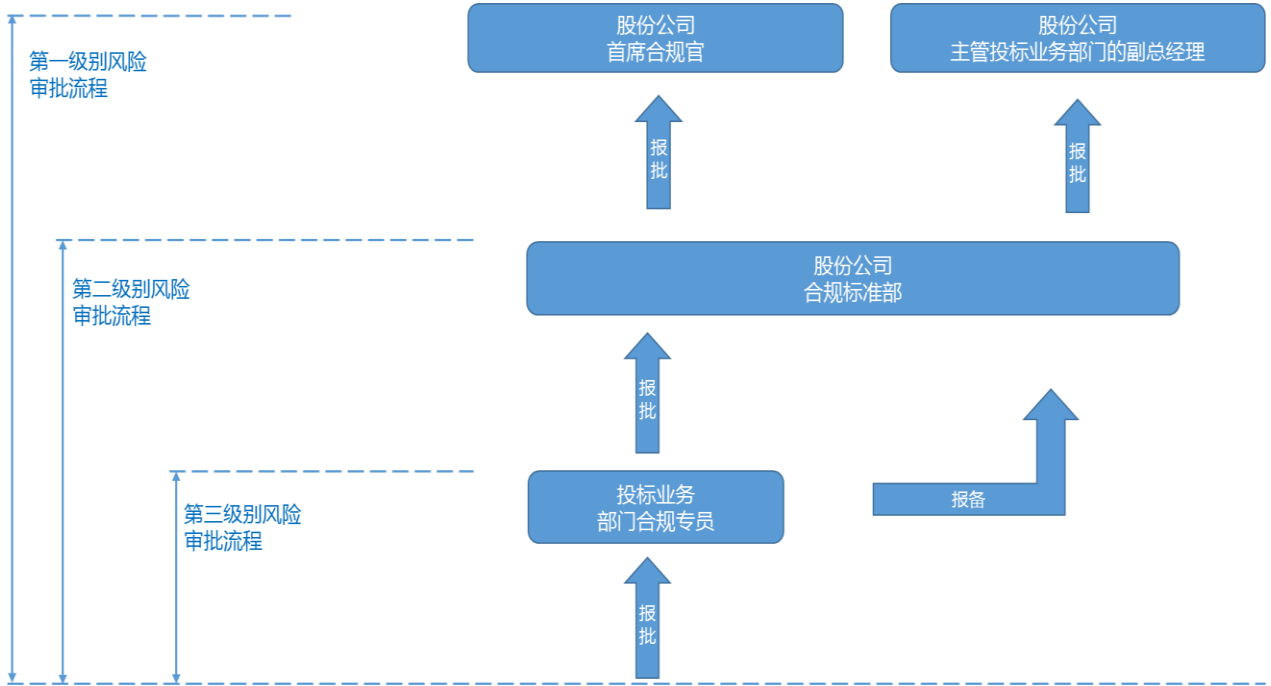 股份公司
首席合规官
股份公司
主管投标业务部门的副总经理
第一级别风险
审批流程
报
批
报
批
股份公司
合规标准部
第二级别风险
审批流程
报
批
投标业务
部门合规专员
报备
第三级别风险
审批流程
报
批